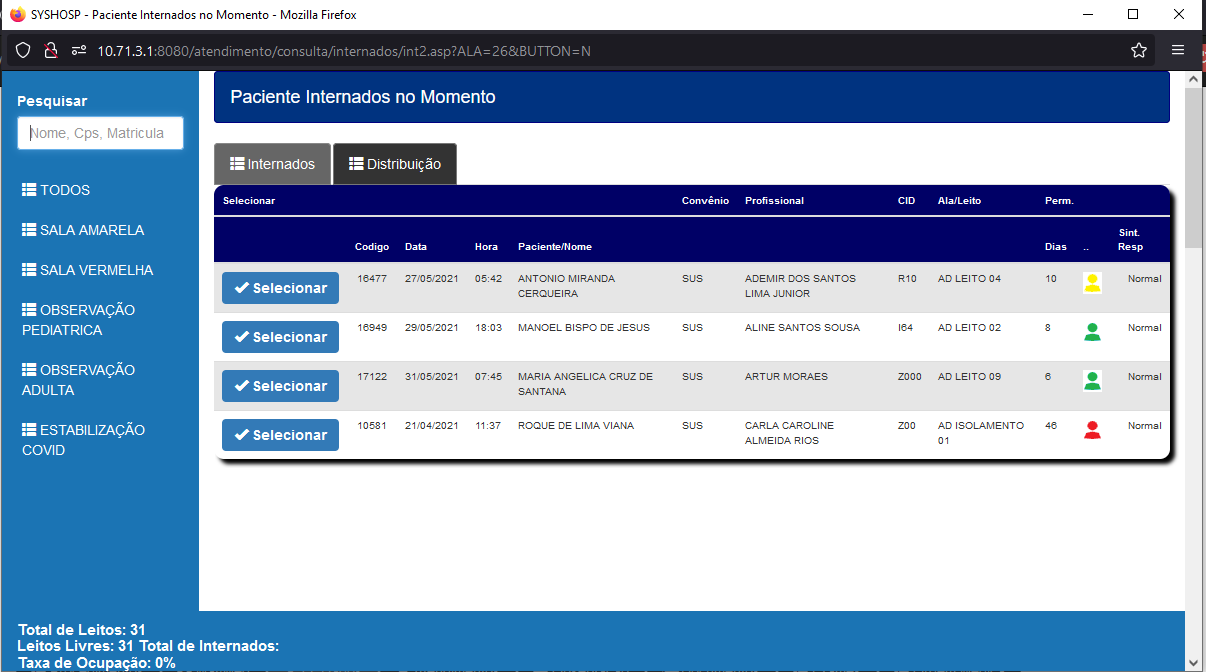 SYSHOSP - Paciente Internados no Momento - Mozilla Firefox
10.71.3.1:8080/atendimento/consulta/internados/int2.asp?ALA=26&BUTTON=N
Pesquisar
Nome, Cps, Matricula
TODOS
SALA AMARELA
SALA VERMELHA
OBSERVAÇÃO
PEDIATRICA
OBSERVAÇÃO
ADULTA
ESTABILIZAÇÃO
COVID
Paciente Internados no Momento
Internados Distribuição
Selecionar Convênio Profissional CID Ala/Leito Perm.
Codigo Data Hora Paciente/Nome Dias .. Sint.
Resp
Selecionar 16477 27/05/2021 05:42 ANTONIO MIRANDA SUS ADEMIR DOS SANTOS R10 AD LEITO 04 10 Normal
CERQUEIRA LIMA JUNIOR
Selecionar 16949 29/05/2021 18:03 MANOEL BISPO DE JESUS SUS ALINE SANTOS SOUSA I64 AD LEITO 02 8 Normal
Selecionar 17122 31/05/2021 07:45 MARIA ANGELICA CRUZ DE SUS ARTUR MORAES Z000 AD LEITO 09 6 Normal
SANTANA
Selecionar 10581 21/04/2021 11:37 ROQUE DE LIMA VIANA SUS CARLA CAROLINE Z00 AD ISOLAMENTO 46 Normal
ALMEIDA RIOS 01
Total de Leitos: 31
Leitos Livres: 31 Total de Internados:
Taxa de Ocupação: 0%